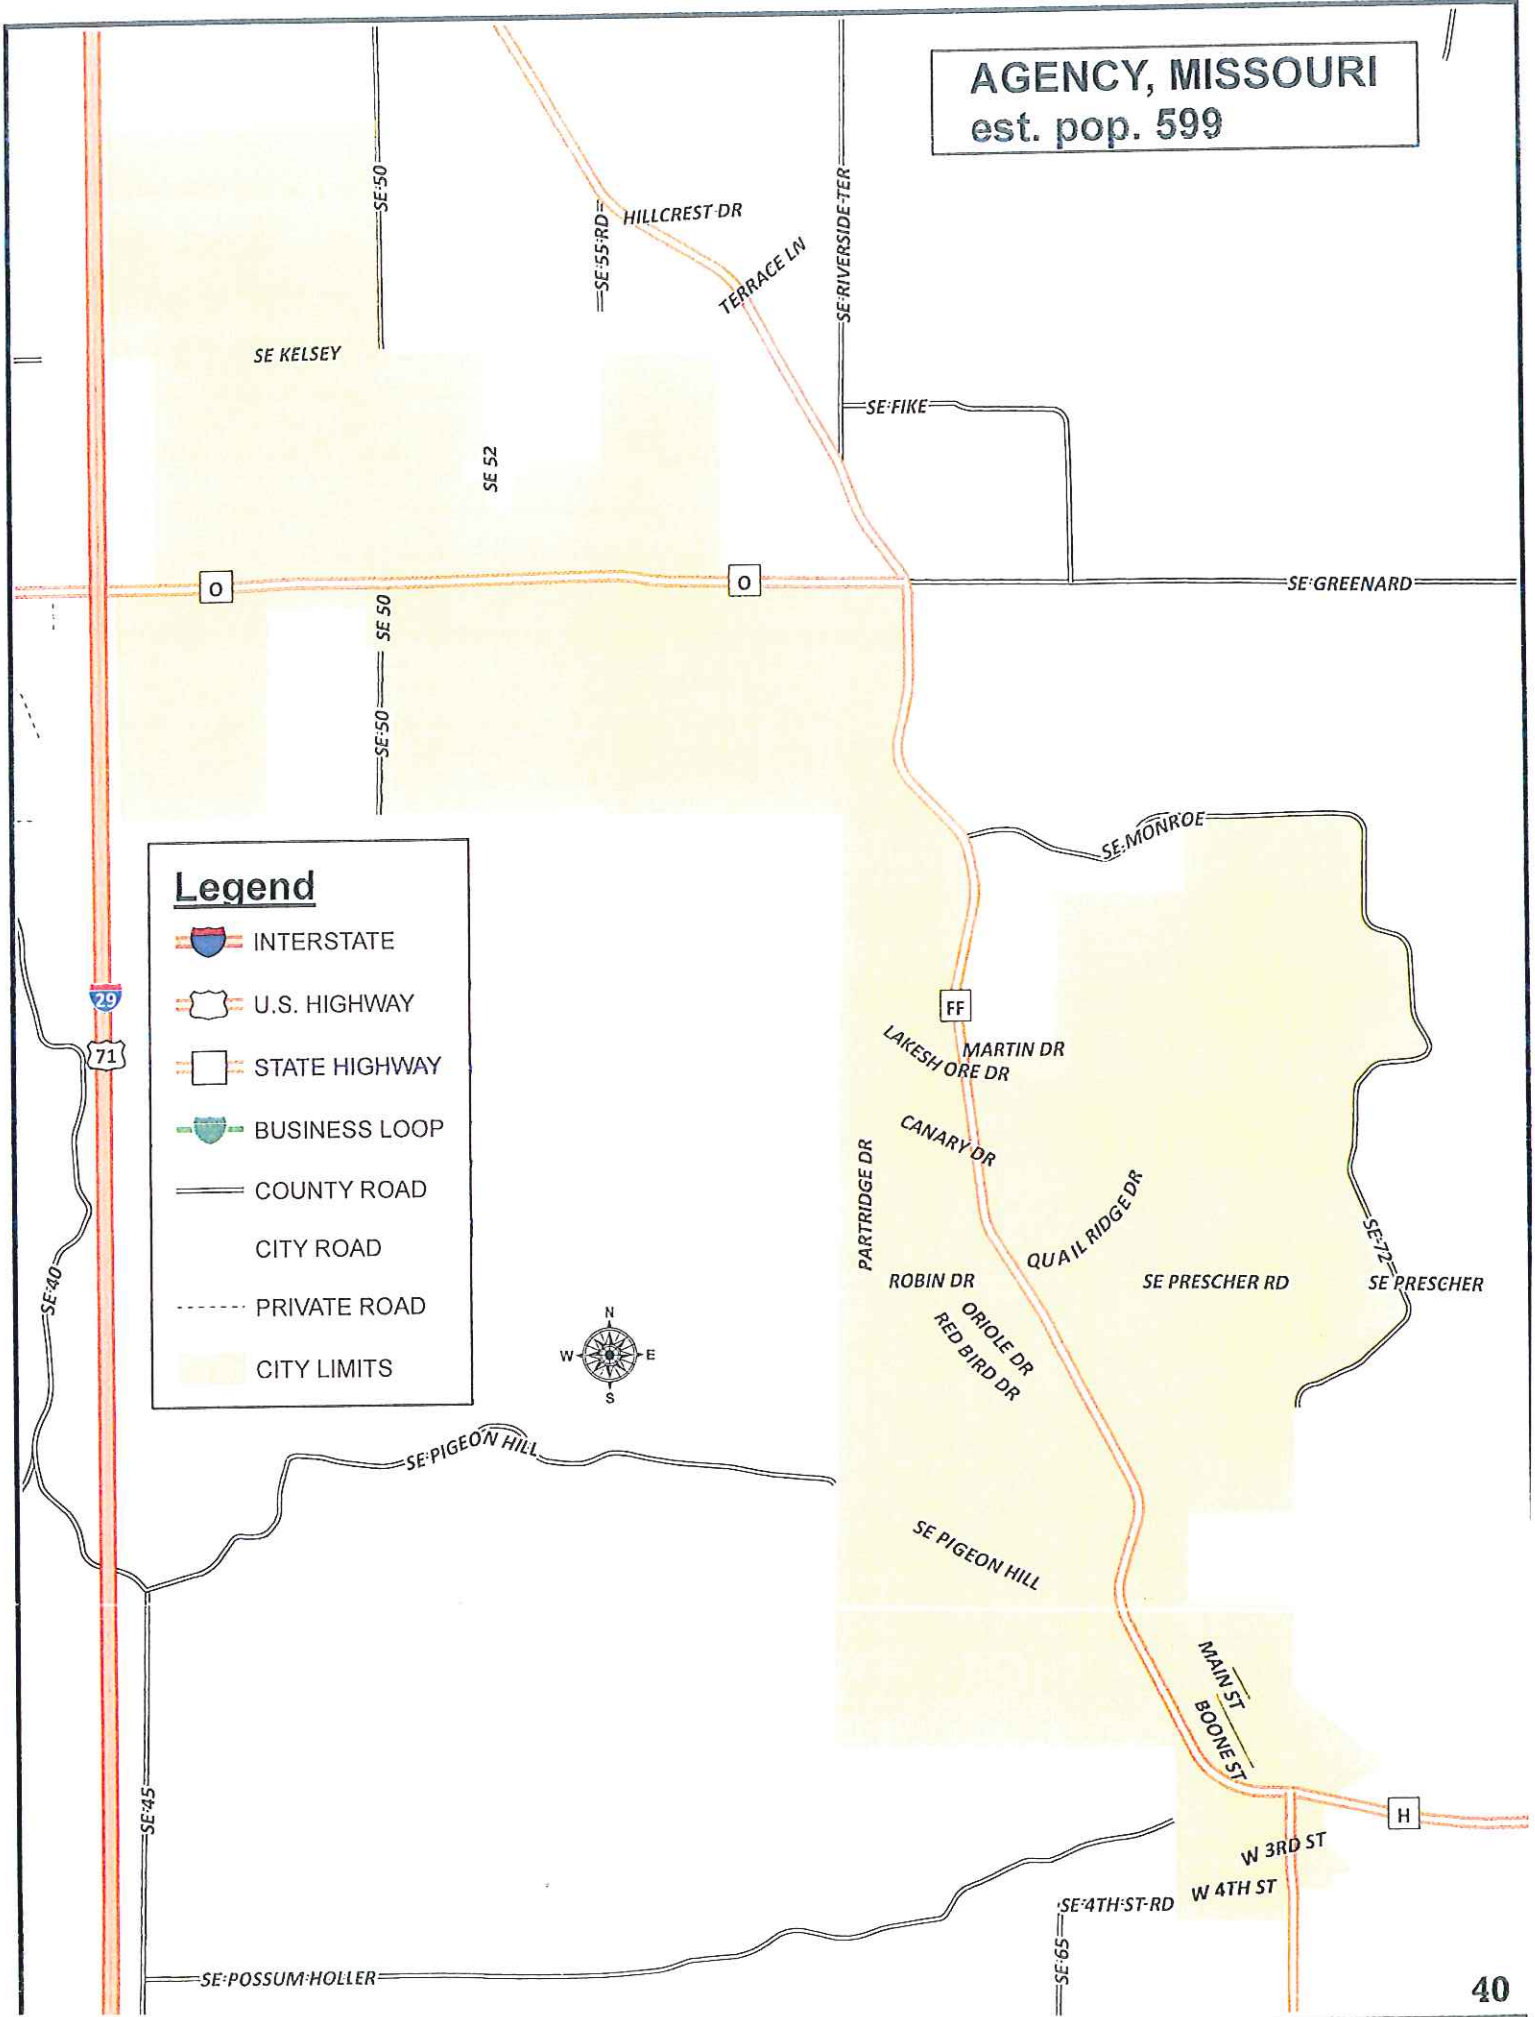 AGENCY, MISSOURI
est. pop. 599
SE 50
SE 55 RD
HILLCREST DR
TERRACE LN
SE RIVERSIDE TER
SE KELSEY
SE FIKE
SE 52
O
O
SE GREENARD
SE 50
SE 50
SE MONROE
Legend
INTERSTATE
U.S. HIGHWAY
STATE HIGHWAY
BUSINESS LOOP
COUNTY ROAD
CITY ROAD
PRIVATE ROAD
CITY LIMITS
29
71
FF
LAKESHORE DR
MARTIN DR
CANARY DR
PARTRIDGE DR
QUAIL RIDGE DR
SE 72
SE 40
ROBIN DR
SE PRESCHER RD
SE PRESCHER
ORIOLE DR
RED BIRD DR
N
W
E
S
SE PIGEON HILL
SE PIGEON HILL
MAIN ST
BOONE ST
SE 45
H
W 3RD ST
W 4TH ST
SE 4TH ST RD
SE 65
SE POSSUM HOLLER
40